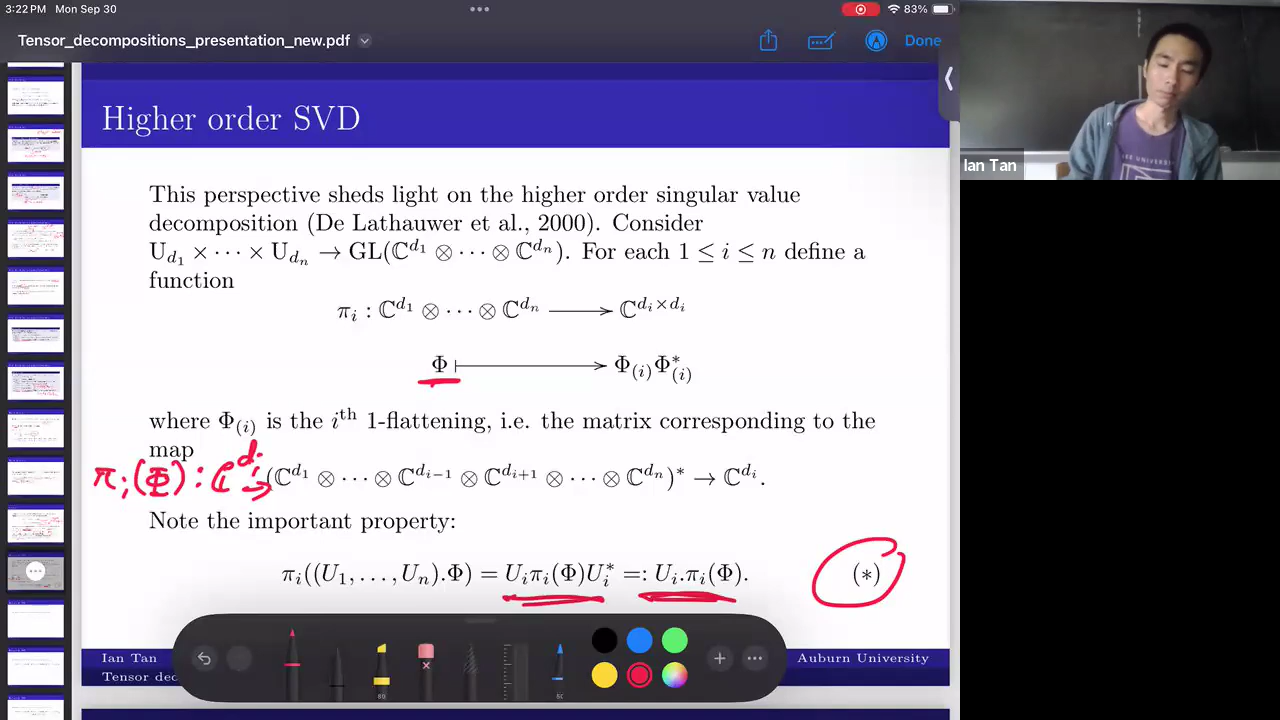 3:22 PM Mon Sep 30
83%
Tensor_decompositions_presentation_new.pdf
Done
Higher order SVD
This perspective sheds light on the higher order singular value
decomposition (De Lathauwer et. al., 2000). Consider
U_{d_1} × ⋯ × U_{d_n} → GL(ℂ^{d_1} ⊗ ⋯ ⊗ ℂ^{d_n}). For each 1 ≤ i ≤ n define a
function
π_i : ℂ^{d_1} ⊗ ⋯ ⊗ ℂ^{d_n} ⟶ ℂ^{d_i×d_i}
Φ ⟼ Φ_{(i)}Φ^*_{(i)}
where Φ_{(i)} is the i^{th} 1-flattening, i.e. the matrix corresponding to the
map
π_i(Φ) : ℂ^{d_i} →
(ℂ^{d_1} ⊗ ⋯ ⊗ ℂ^{d_{i−1}} ⊗ ℂ^{d_{i+1}} ⊗ ⋯ ⊗ ℂ^{d_n})^* → ℂ^{d_i}.
Note the important property:
π_i((U_1, …, U_n).Φ) = U_iπ_i(Φ)U_i^* =: U_i.π_i(Φ). (∗)
Ian Tan
Auburn University
Tensor dec
80
Ian Tan